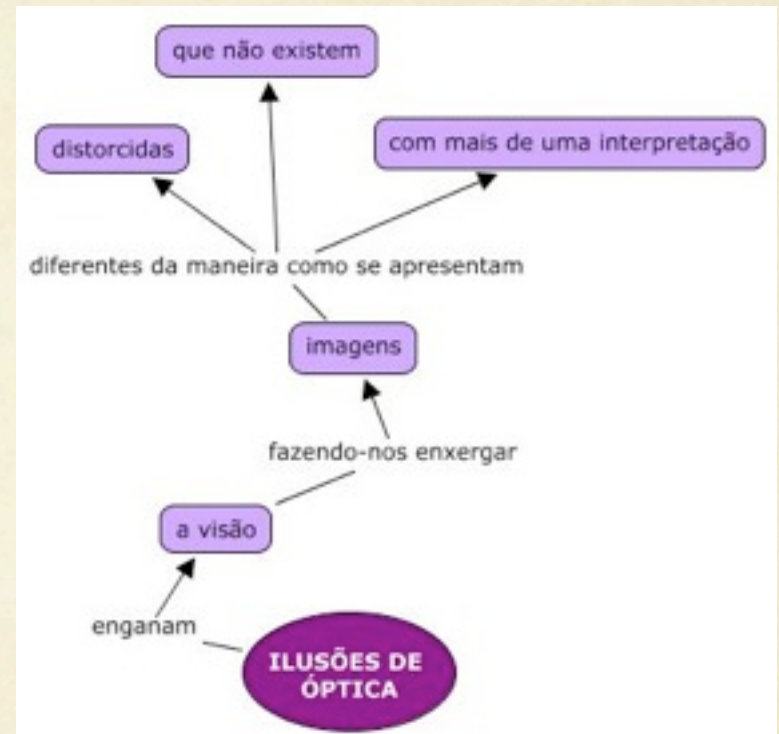 que não existem
distorcidas
com mais de uma interpretação
diferentes da maneira como se apresentam
imagens
fazendo-nos enxergar
a visão
enganam
ILUSÕES DE
ÓPTICA